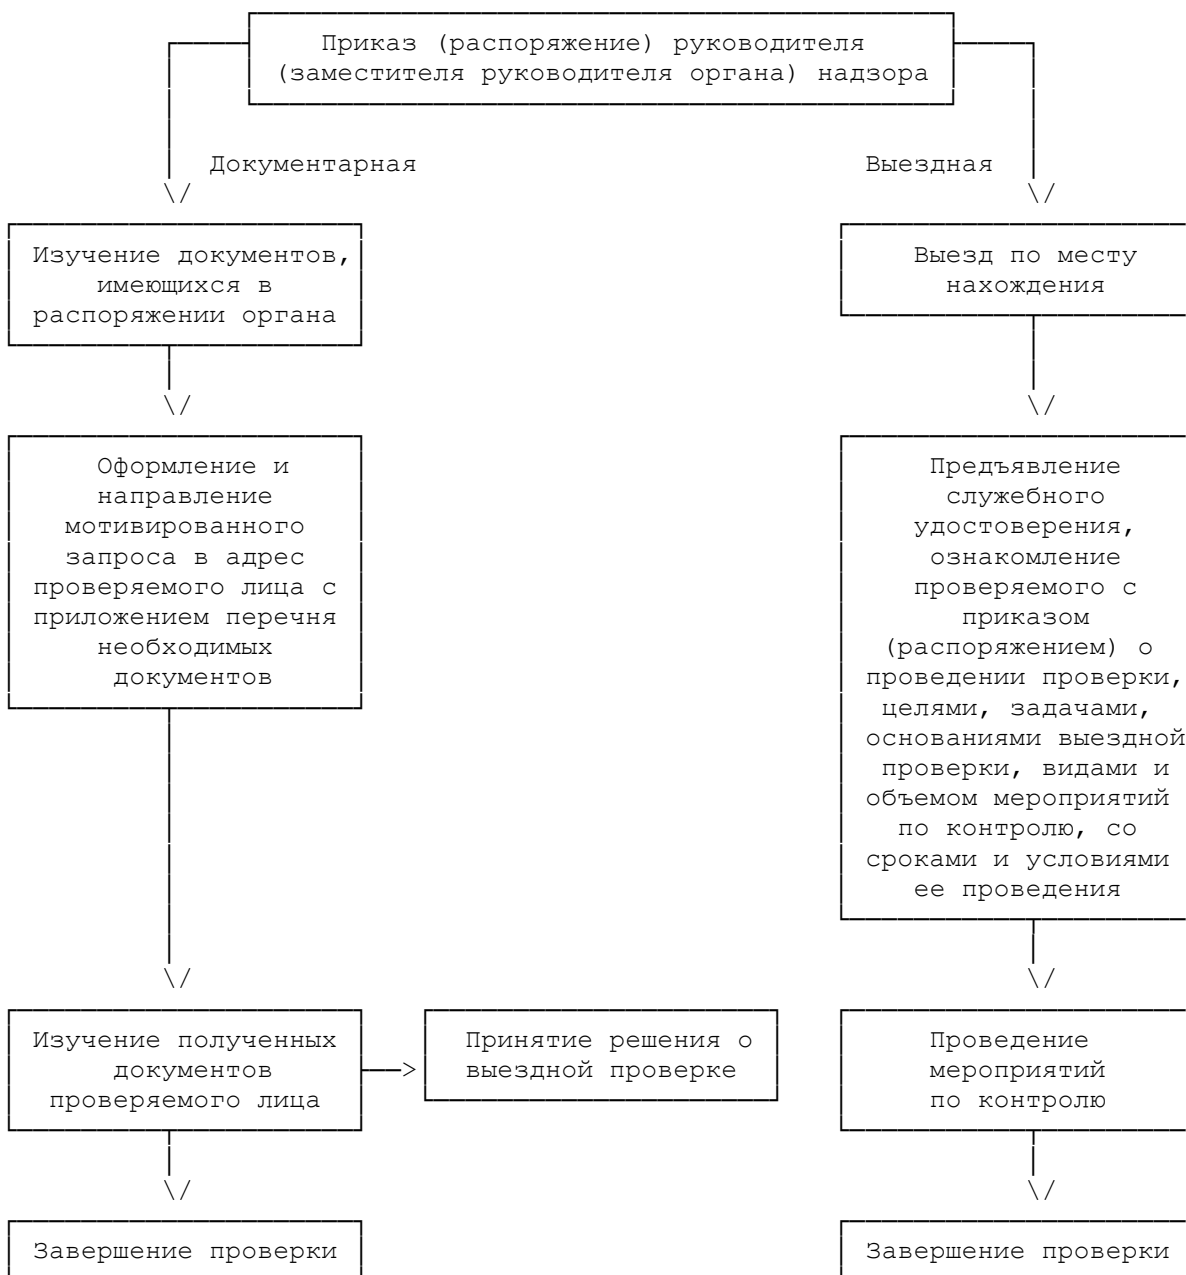 Приказ (распоряжение) руководителя
(заместителя руководителя органа) надзора
Документарная
Выездная
Изучение документов,
имеющихся в
распоряжении органа
Выезд по месту
нахождения
Оформление и
направление
мотивированного
запроса в адрес
проверяемого лица с
приложением перечня
необходимых
документов
Предъявление
служебного
удостоверения,
ознакомление
проверяемого с
приказом
(распоряжением) о
проведении проверки,
целями, задачами,
основаниями выездной
проверки, видами и
объемом мероприятий
по контролю, со
сроками и условиями
ее проведения
Изучение полученных
документов
проверяемого лица
Принятие решения о
выездной проверке
Проведение
мероприятий
по контролю
Завершение проверки
Завершение проверки